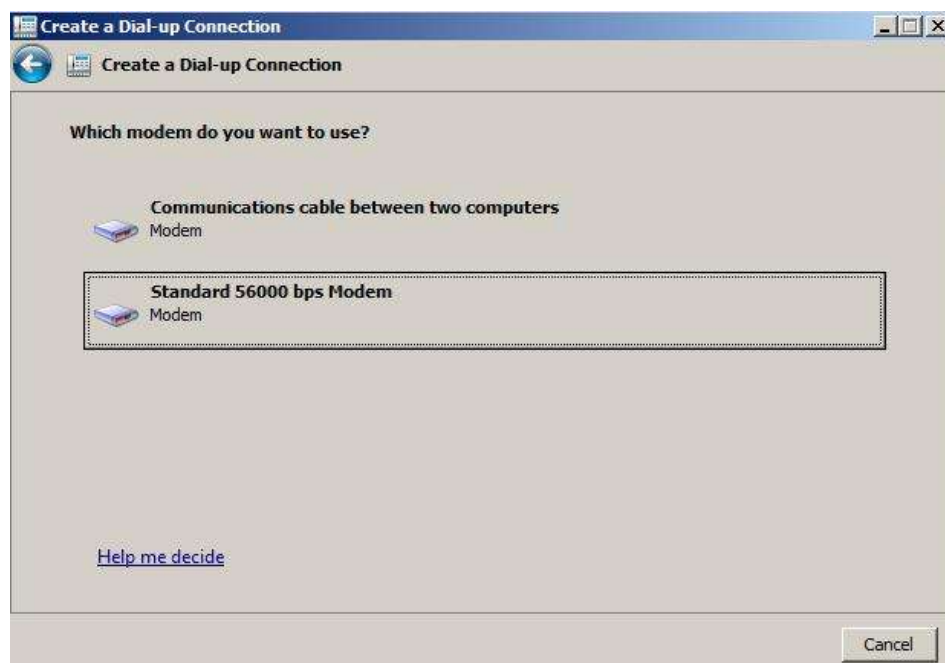 Create a Dial-up Connection
Create a Dial-up Connection
Which modem do you want to use?
Communications cable between two computers
Modem
Standard 56000 bps Modem
Modem
Help me decide
Cancel